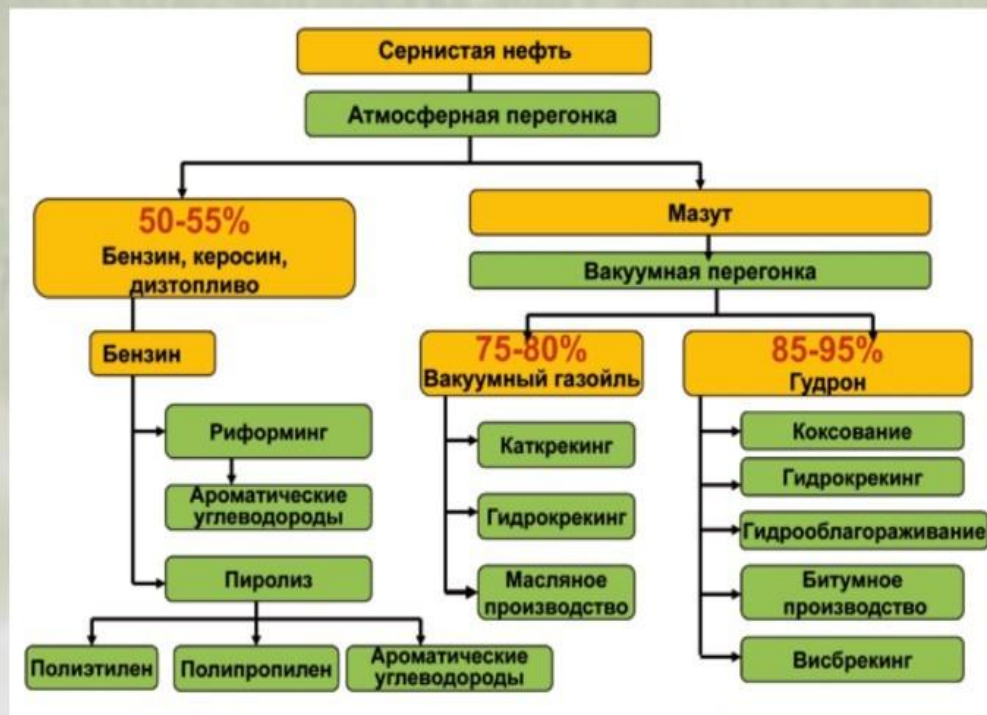 Сернистая нефть
Атмосферная перегонка
50-55%
Бензин, керосин,
дизтопливо
Мазут
Вакуумная перегонка
Бензин
75-80%
Вакуумный газойль
85-95%
Гудрон
Риформинг
Ароматические
углеводороды
Пиролиз
Полиэтилен
Полипропилен
Ароматические
углеводороды
Каткрекинг
Гидрокрекинг
Масляное
производство
Коксование
Гидрокрекинг
Гидрооблагораживание
Битумное
производство
Висбрекинг